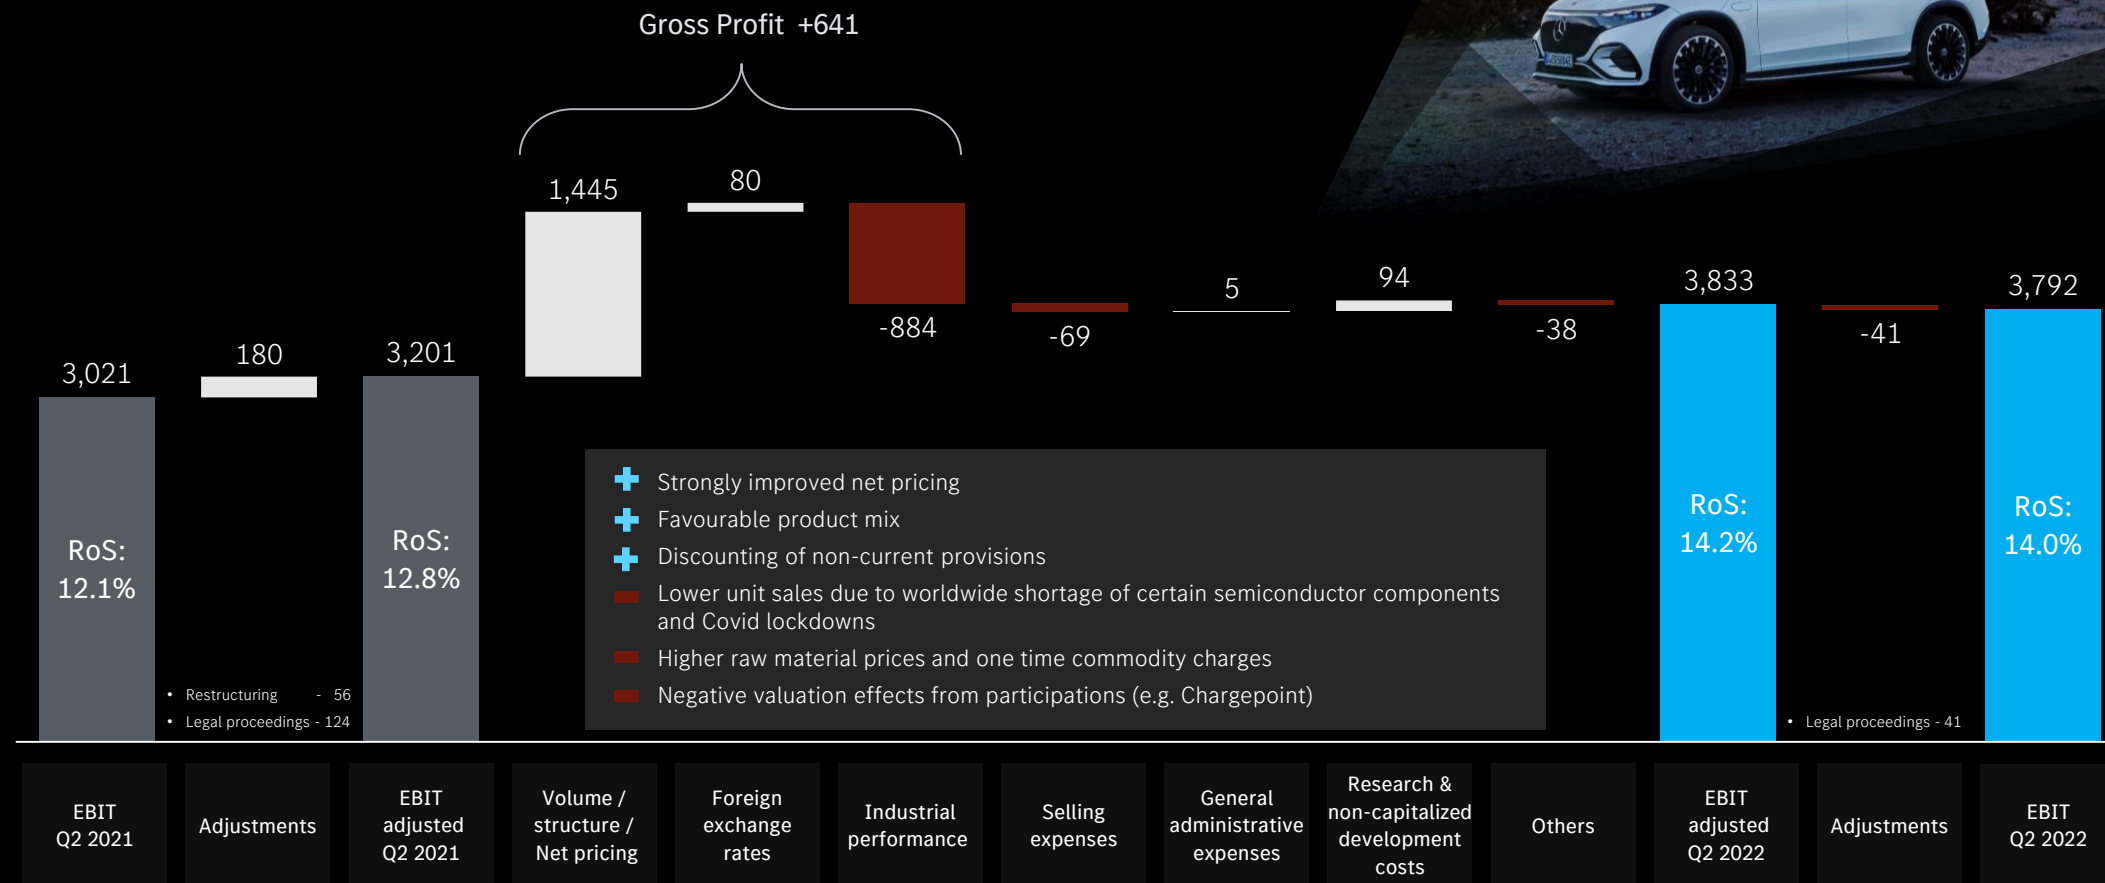 Gross Profit +641
1,445
80
-884
-69
5
94
-38
3,833
-41
3,792
3,021
180
3,201
RoS:
12.1%
RoS:
12.8%
RoS:
14.2%
RoS:
14.0%
Strongly improved net pricing
Favourable product mix
Discounting of non-current provisions
Lower unit sales due to worldwide shortage of certain semiconductor components
and Covid lockdowns
Higher raw material prices and one time commodity charges
Negative valuation effects from participations (e.g. Chargepoint)
• Restructuring - 56
• Legal proceedings - 124
• Legal proceedings - 41
EBIT
Q2 2021
Adjustments
EBIT
adjusted
Q2 2021
Volume /
structure /
Net pricing
Foreign
exchange
rates
Industrial
performance
Selling
expenses
General
administrative
expenses
Research &
non-capitalized
development
costs
Others
EBIT
adjusted
Q2 2022
Adjustments
EBIT
Q2 2022